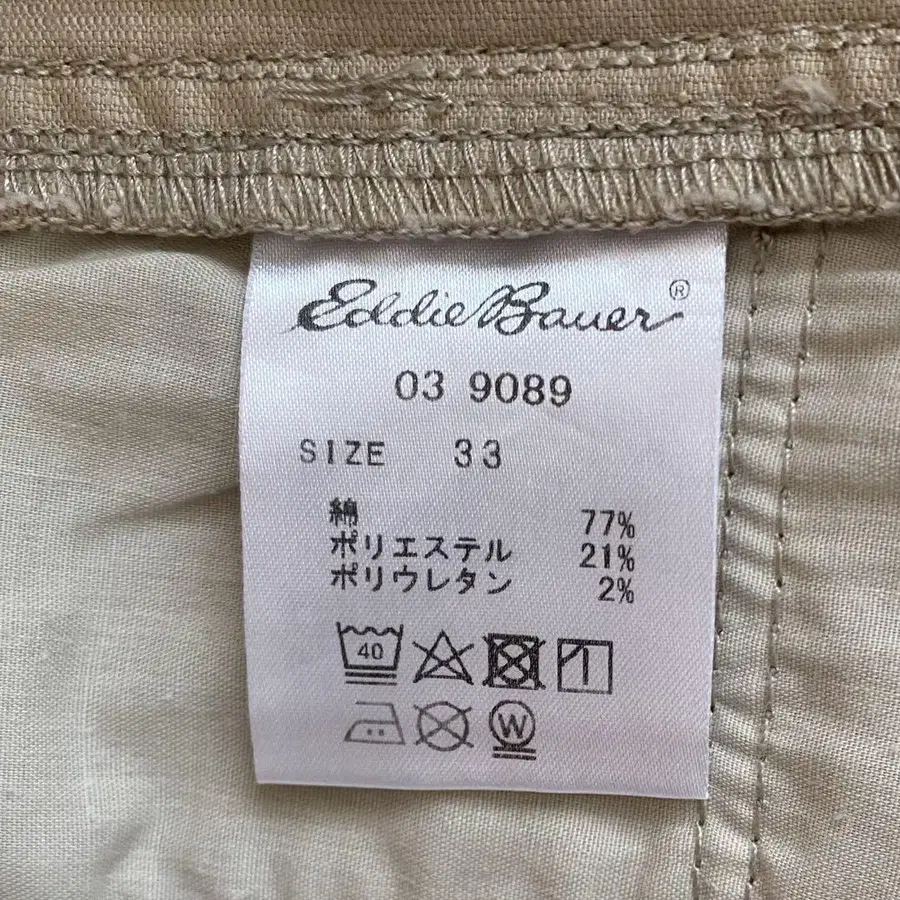 Eddie Bauer®
03 9089
SIZE 33
綿 77%
ポリエステル 21%
ポリウレタン 2%
40
W